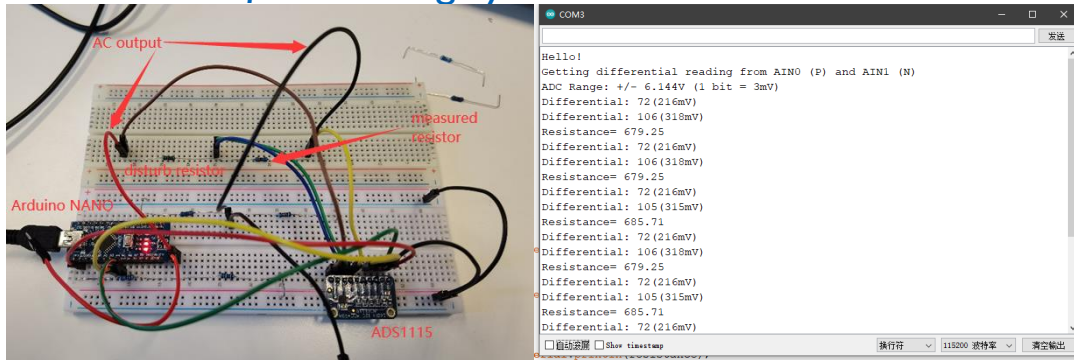 AC output
measured
resistor
disturb resistor
Arduino NANO
ADS1115
COM3
发送
Hello!
Getting differential reading from AIN0 (P) and AIN1 (N)
ADC Range: +/- 6.144V (1 bit = 3mV)
Differential: 72(216mV)
Differential: 106(318mV)
Resistance= 679.25
Differential: 72(216mV)
Differential: 106(318mV)
Resistance= 679.25
Differential: 72(216mV)
Differential: 105(315mV)
Resistance= 685.71
Differential: 72(216mV)
Differential: 106(318mV)
Resistance= 679.25
Differential: 72(216mV)
Differential: 105(315mV)
Resistance= 685.71
Differential: 72(216mV)
自动滚屏 Show timestamp 换行符 115200 波特率 清空输出